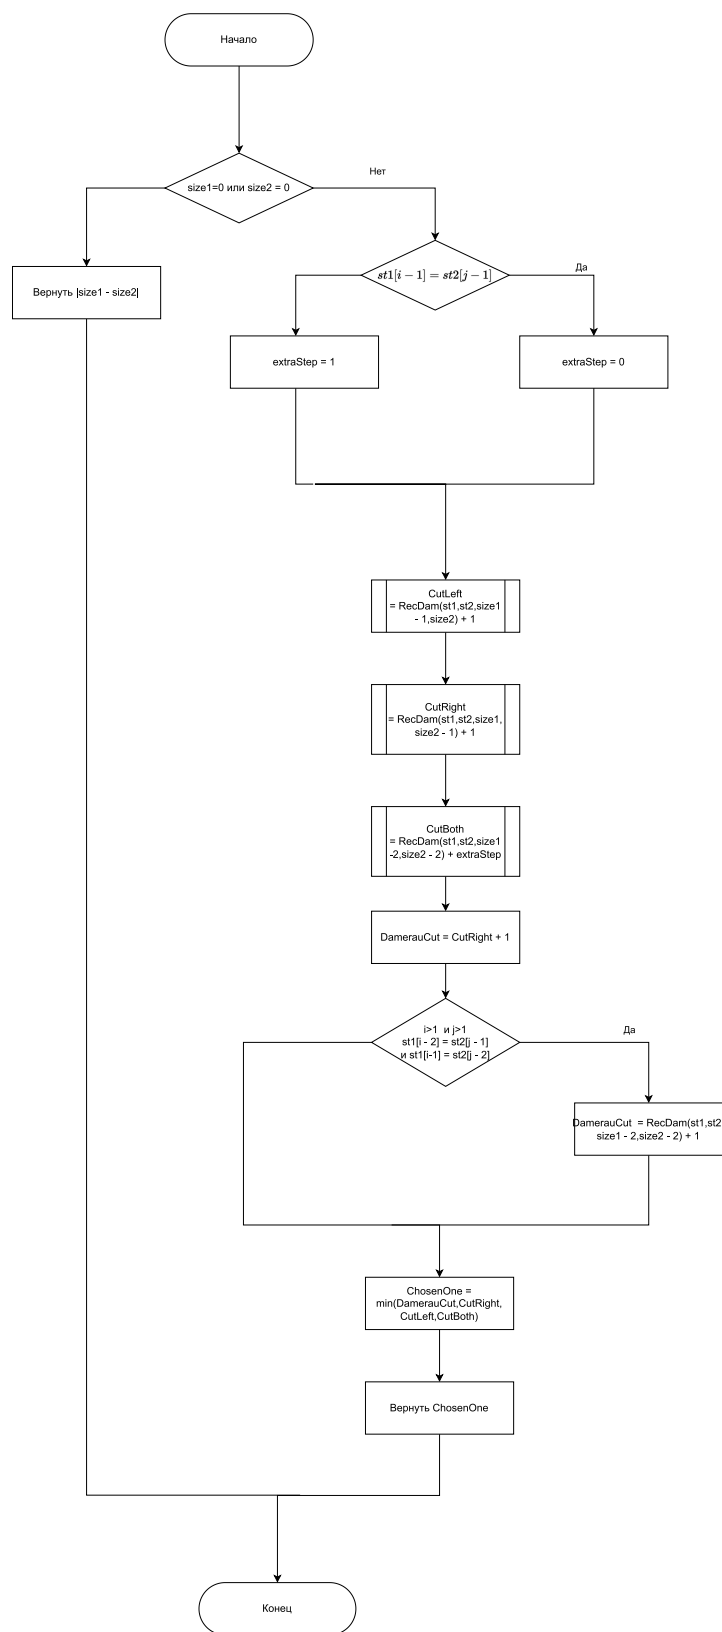 Начало
size1=0 или size2 = 0
Нет
st1[i − 1] = st2[j − 1]
Да
Вернуть |size1 - size2|
extraStep = 1
extraStep = 0
CutLeft
= RecDam(st1,st2,size1
- 1,size2) + 1
CutRight
= RecDam(st1,st2,size1,
size2 - 1) + 1
CutBoth
= RecDam(st1,st2,size1
-2,size2 - 2) + extraStep
DamerauCut = CutRight + 1
i>1 и j>1
st1[i - 2] = st2[j - 1]
и st1[i-1] = st2[j - 2]
Да
DamerauCut = RecDam(st1,st2
size1 - 2,size2 - 2) + 1
ChosenOne =
min(DamerauCut,CutRight,
CutLeft,CutBoth)
Вернуть ChosenOne
Конец